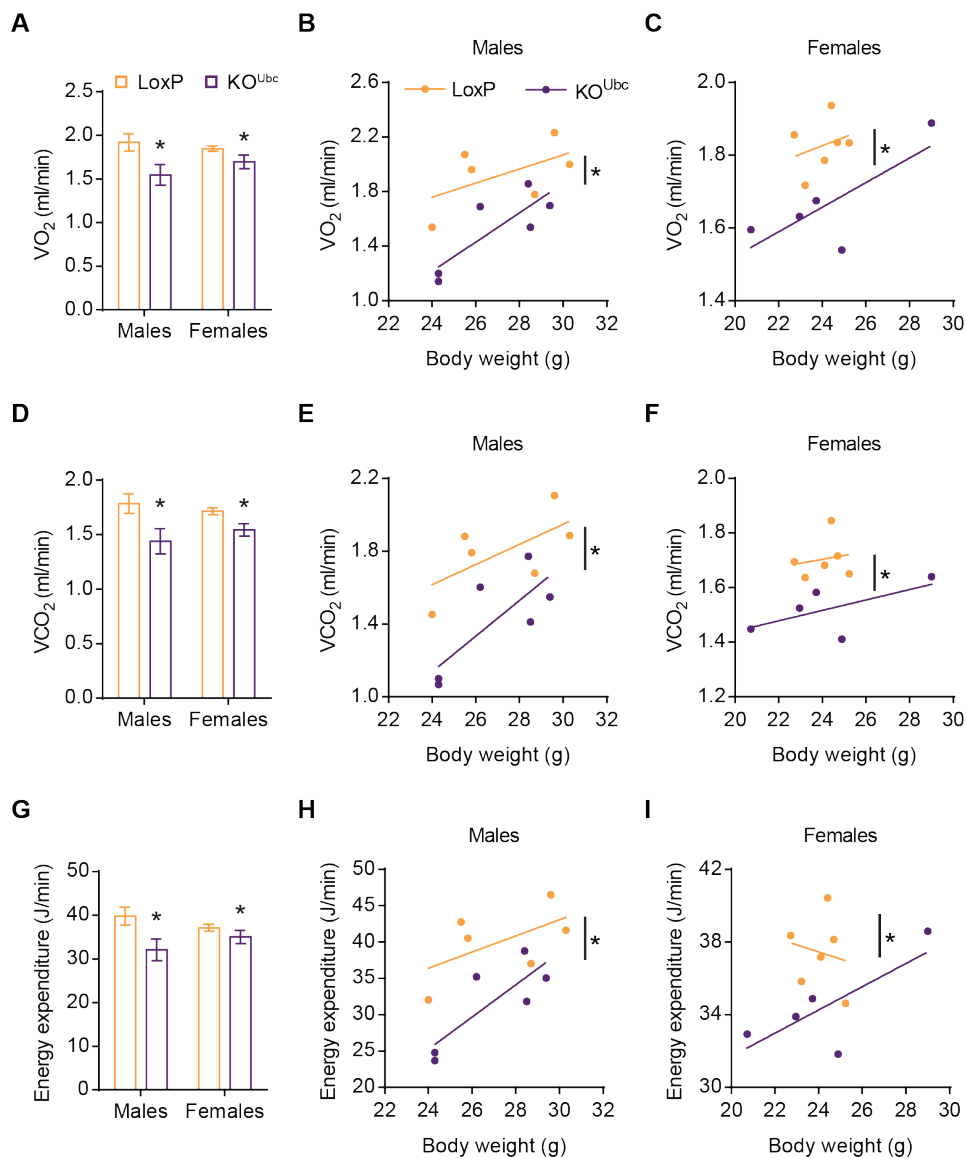 A
B
C
Males
Females
LoxP KO^Ubc
LoxP KO^Ubc
VO₂ (ml/min)
2.5
2.0
1.5
1.0
0.5
0.0
* *
Males Females
VO₂ (ml/min)
2.6
2.2
1.8
1.4
1.0
*
22 24 26 28 30 32
Body weight (g)
VO₂ (ml/min)
2.0
1.8
1.6
1.4
*
20 22 24 26 28 30
Body weight (g)
D
E
F
Males
Females
VCO₂ (ml/min)
2.0
1.5
1.0
0.5
0.0
* *
Males Females
VCO₂ (ml/min)
2.2
1.8
1.4
1.0
*
22 24 26 28 30 32
Body weight (g)
VCO₂ (ml/min)
2.0
1.8
1.6
1.4
1.2
*
20 22 24 26 28 30
Body weight (g)
G
H
I
Males
Females
Energy expenditure (J/min)
50
40
30
20
10
0
* *
Males Females
Energy expenditure (J/min)
50
45
40
35
30
25
20
*
22 24 26 28 30 32
Body weight (g)
Energy expenditure (J/min)
42
38
34
30
*
20 22 24 26 28 30
Body weight (g)